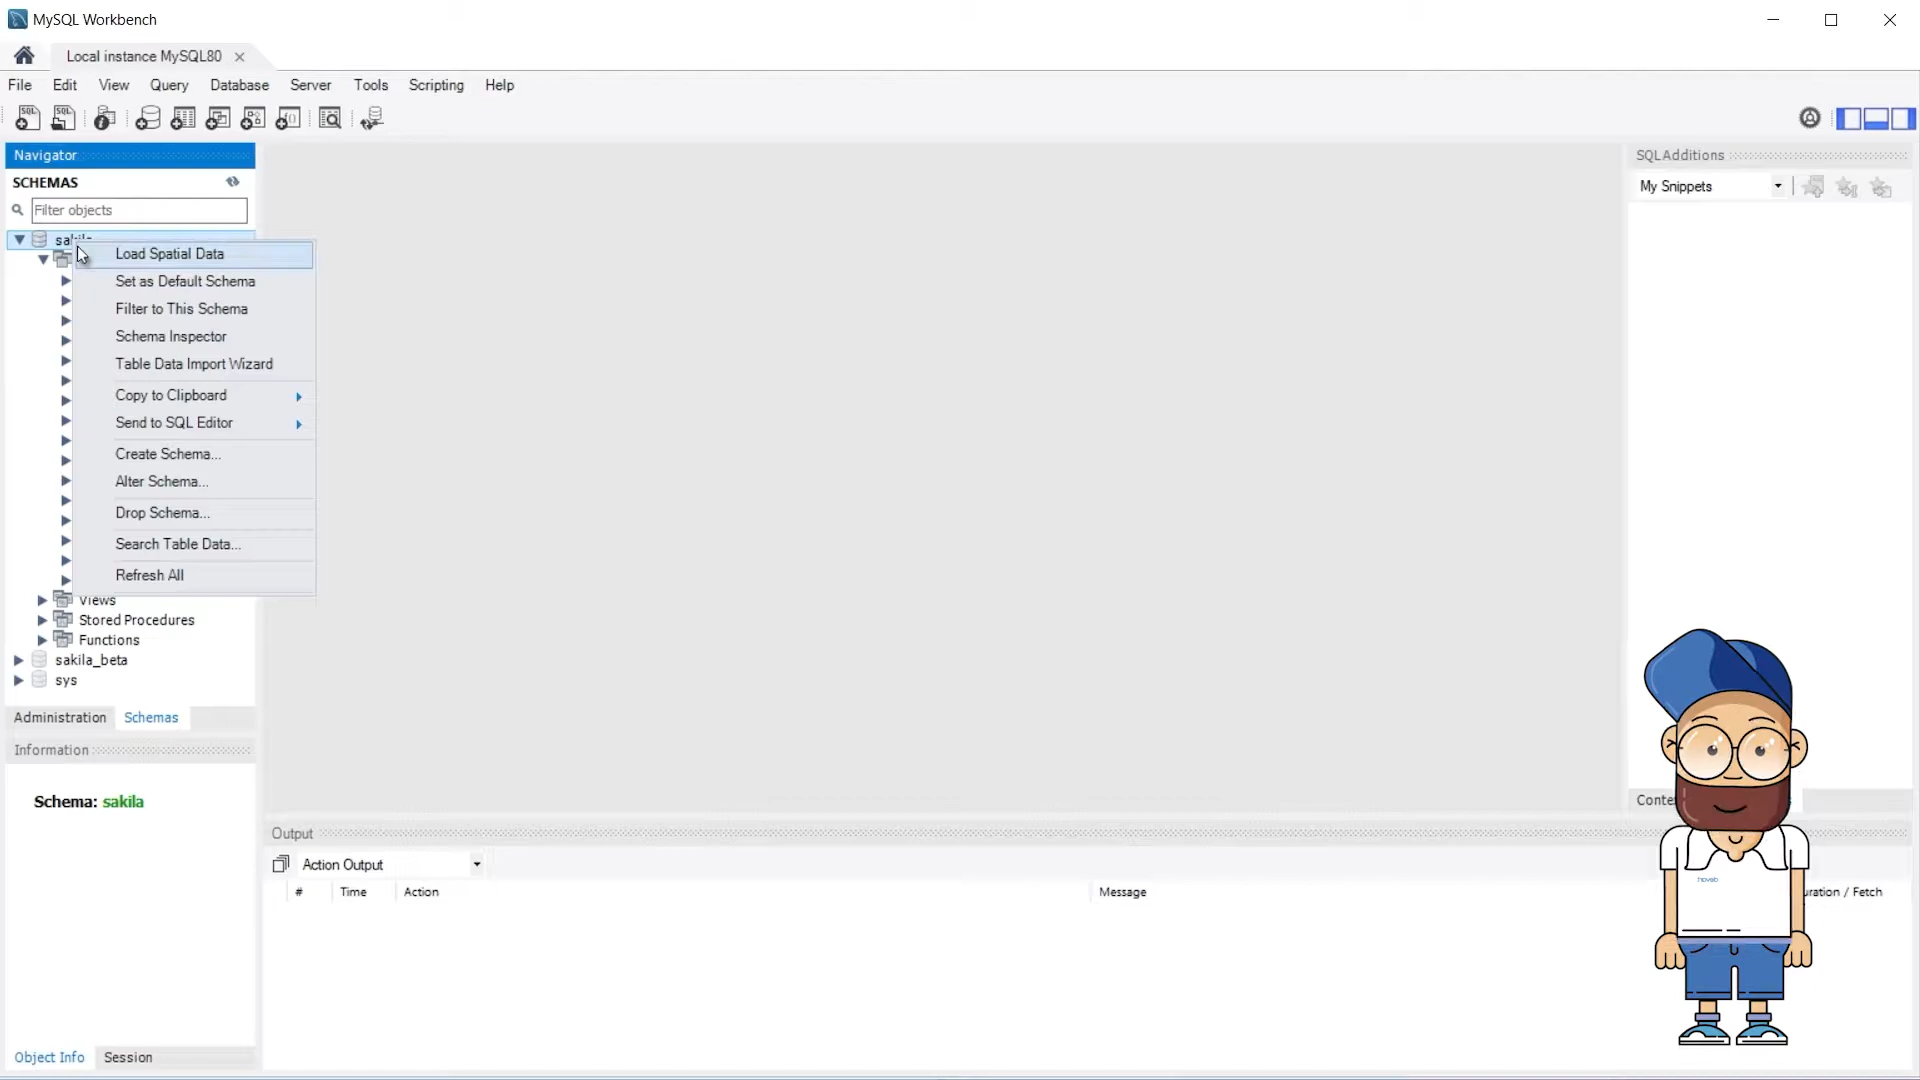 MySQL Workbench
Local instance MySQL80
File Edit View Query Database Server Tools Scripting Help
Navigator
SCHEMAS
Filter objects
Load Spatial Data
Set as Default Schema
Filter to This Schema
Schema Inspector
Table Data Import Wizard
Copy to Clipboard
Send to SQL Editor
Create Schema...
Alter Schema...
Drop Schema...
Search Table Data...
Refresh All
Views
Stored Procedures
Functions
sakila_beta
sys
Administration Schemas
Information
Schema: sakila
Object Info Session
SQL Additions
My Snippets
Output
Action Output
# Time Action Message / Fetch